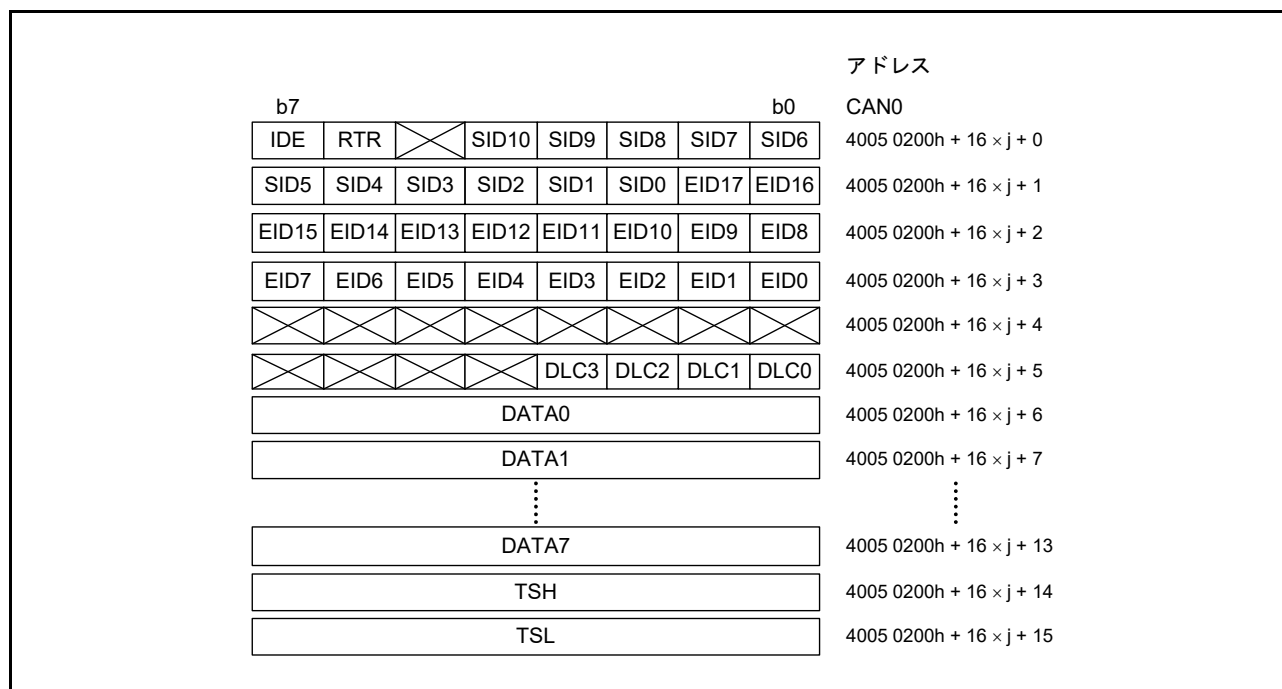 アドレス
b7 b0 CAN0
IDE RTR SID10 SID9 SID8 SID7 SID6 4005 0200h + 16 × j + 0
SID5 SID4 SID3 SID2 SID1 SID0 EID17 EID16 4005 0200h + 16 × j + 1
EID15 EID14 EID13 EID12 EID11 EID10 EID9 EID8 4005 0200h + 16 × j + 2
EID7 EID6 EID5 EID4 EID3 EID2 EID1 EID0 4005 0200h + 16 × j + 3
4005 0200h + 16 × j + 4
DLC3 DLC2 DLC1 DLC0 4005 0200h + 16 × j + 5
DATA0 4005 0200h + 16 × j + 6
DATA1 4005 0200h + 16 × j + 7
DATA7 4005 0200h + 16 × j + 13
TSH 4005 0200h + 16 × j + 14
TSL 4005 0200h + 16 × j + 15